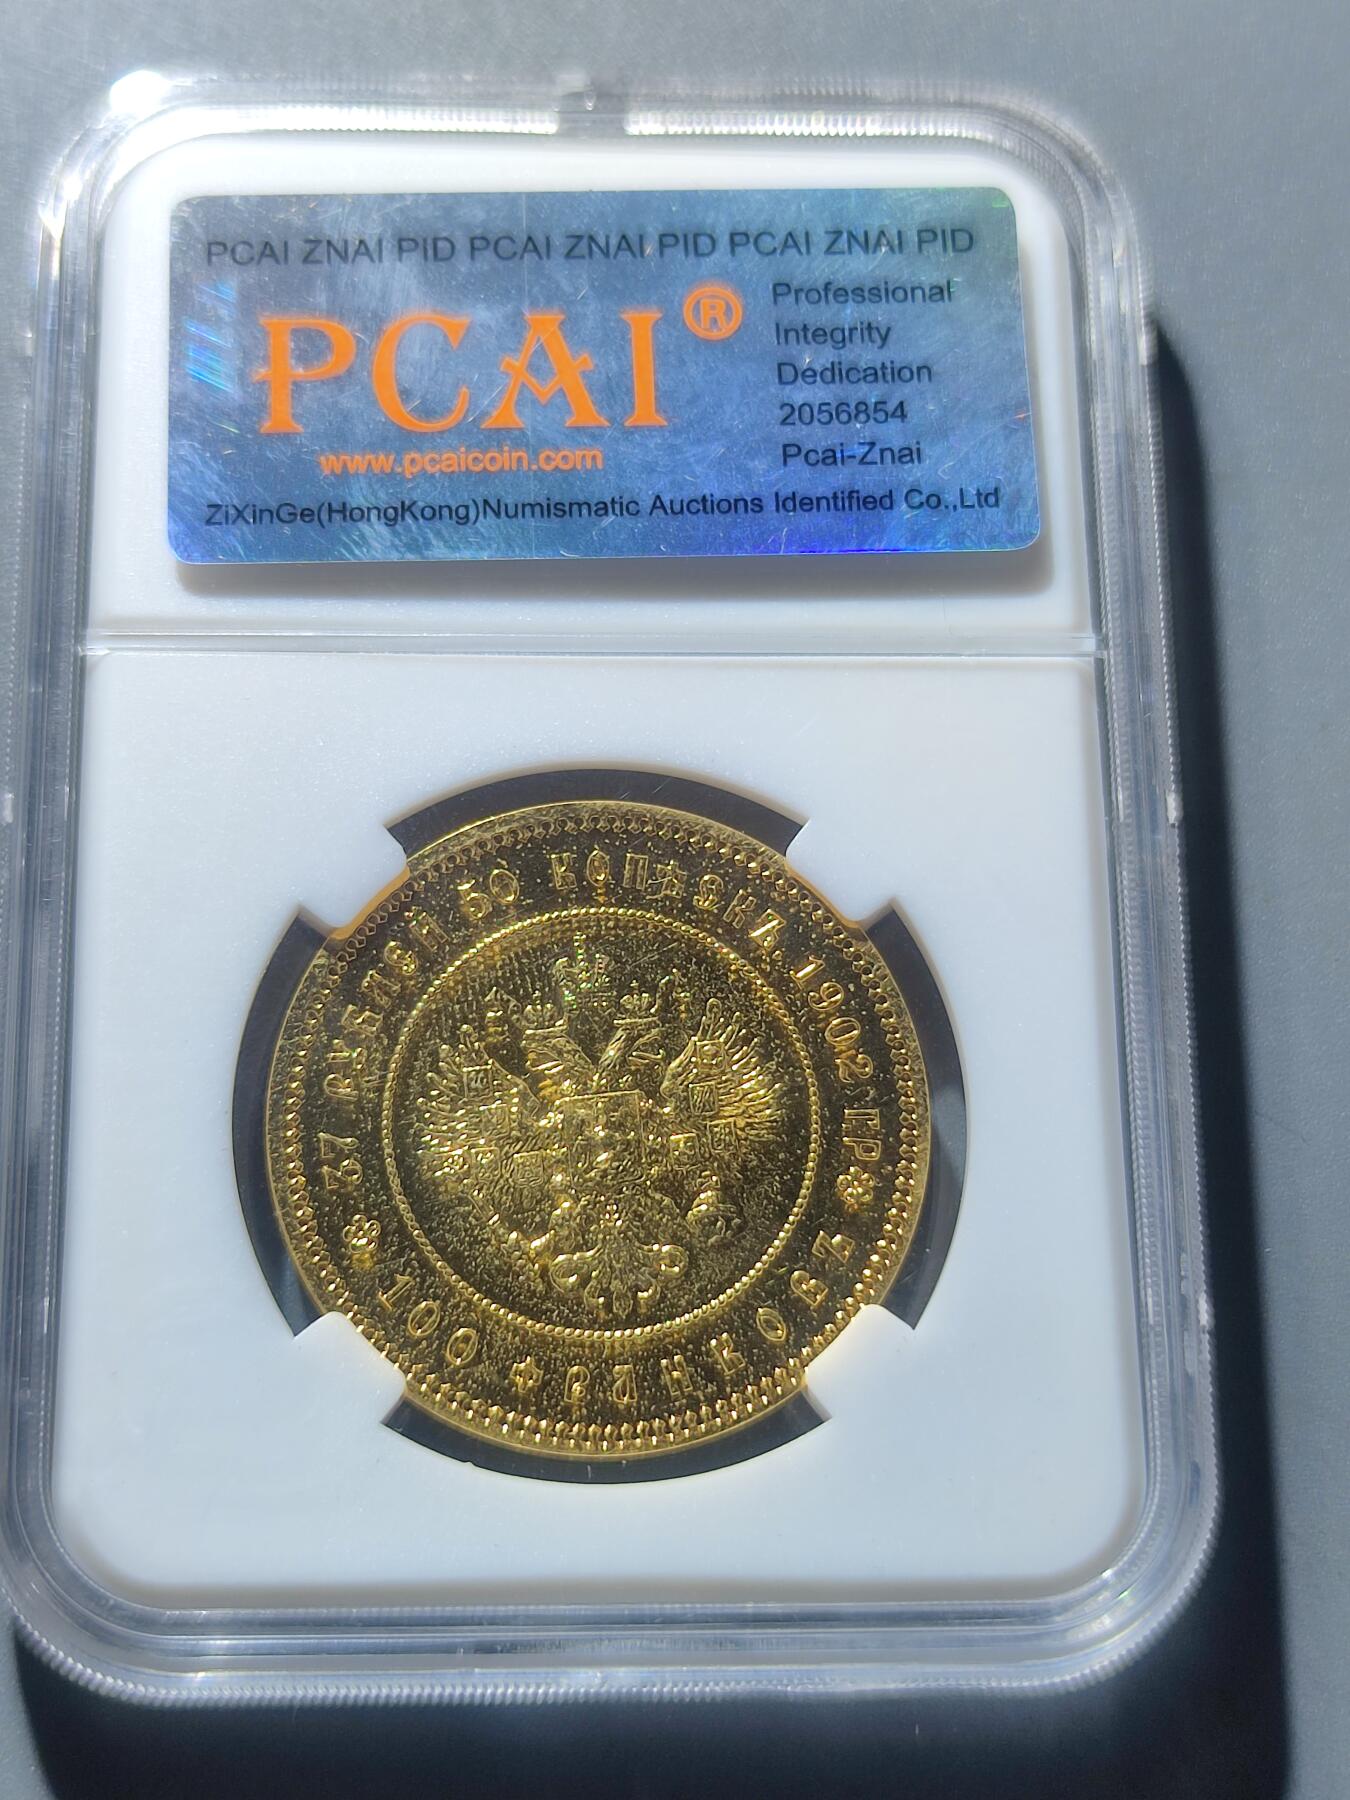 PCAI ZNAI PID PCAI ZNAI PID PCAI ZNAI PID
PCAI®
www.pcaicoin.com
Professional
Integrity
Dedication
2056854
Pcai-Znai
ZiXinGe(HongKong)Numismatic Auctions Identified Co.,Ltd
37 РУБЛЕЙ 50 КОПѢЕКЪ. 1902 ГР
100 ФРАНКОВЪ